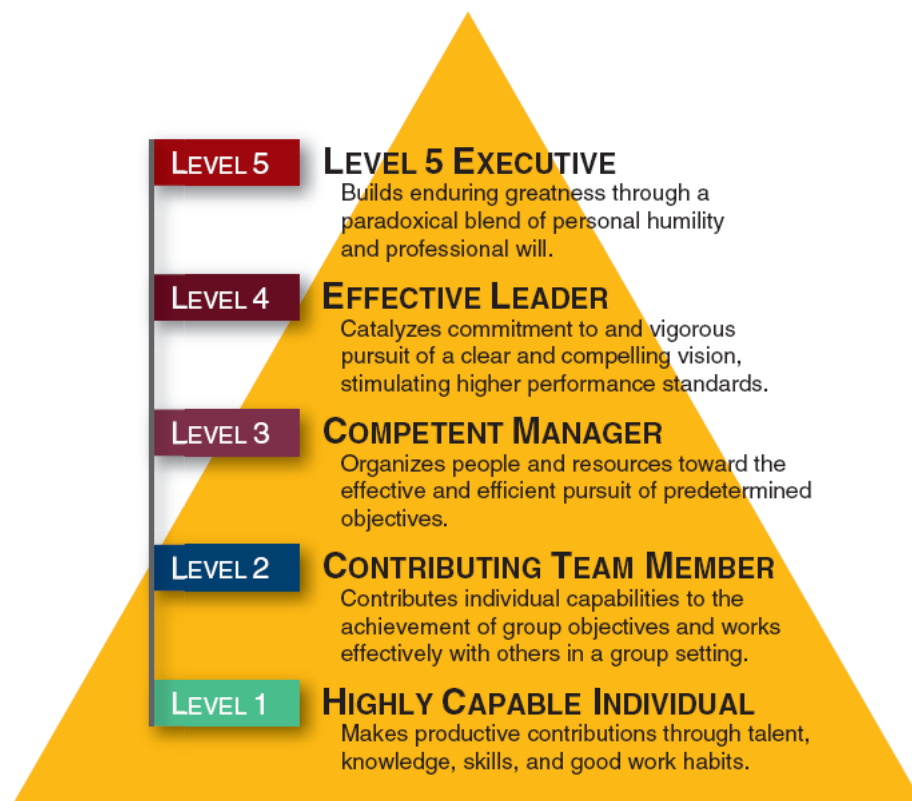 LEVEL 5
LEVEL 5 EXECUTIVE
Builds enduring greatness through a
paradoxical blend of personal humility
and professional will.
LEVEL 4
EFFECTIVE LEADER
Catalyzes commitment to and vigorous
pursuit of a clear and compelling vision,
stimulating higher performance standards.
LEVEL 3
COMPETENT MANAGER
Organizes people and resources toward the
effective and efficient pursuit of predetermined
objectives.
LEVEL 2
CONTRIBUTING TEAM MEMBER
Contributes individual capabilities to the
achievement of group objectives and works
effectively with others in a group setting.
LEVEL 1
HIGHLY CAPABLE INDIVIDUAL
Makes productive contributions through talent,
knowledge, skills, and good work habits.